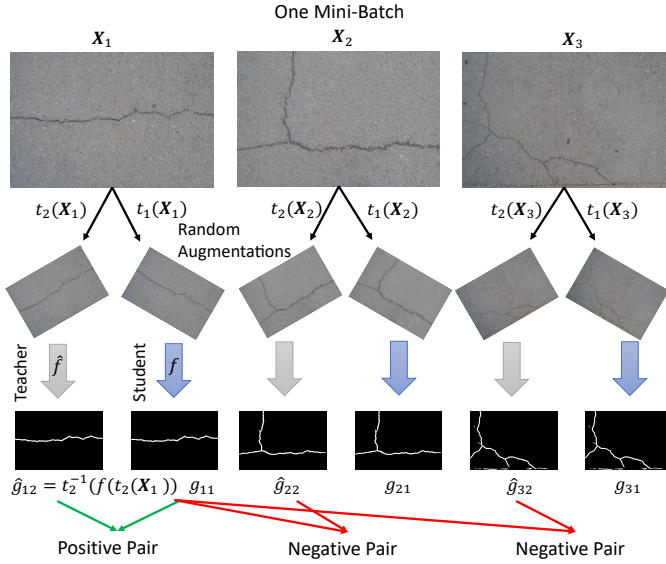 One Mini-Batch
X₁ X₂ X₃
t₂(X₁) t₁(X₁) t₂(X₂) t₁(X₂) t₂(X₃) t₁(X₃)
Random
Augmentations
Teacher f̂ Student f
ĝ₁₂ = t₂⁻¹(f(t₂(X₁ )) g₁₁ ĝ₂₂ g₂₁ ĝ₃₂ g₃₁
Positive Pair Negative Pair Negative Pair